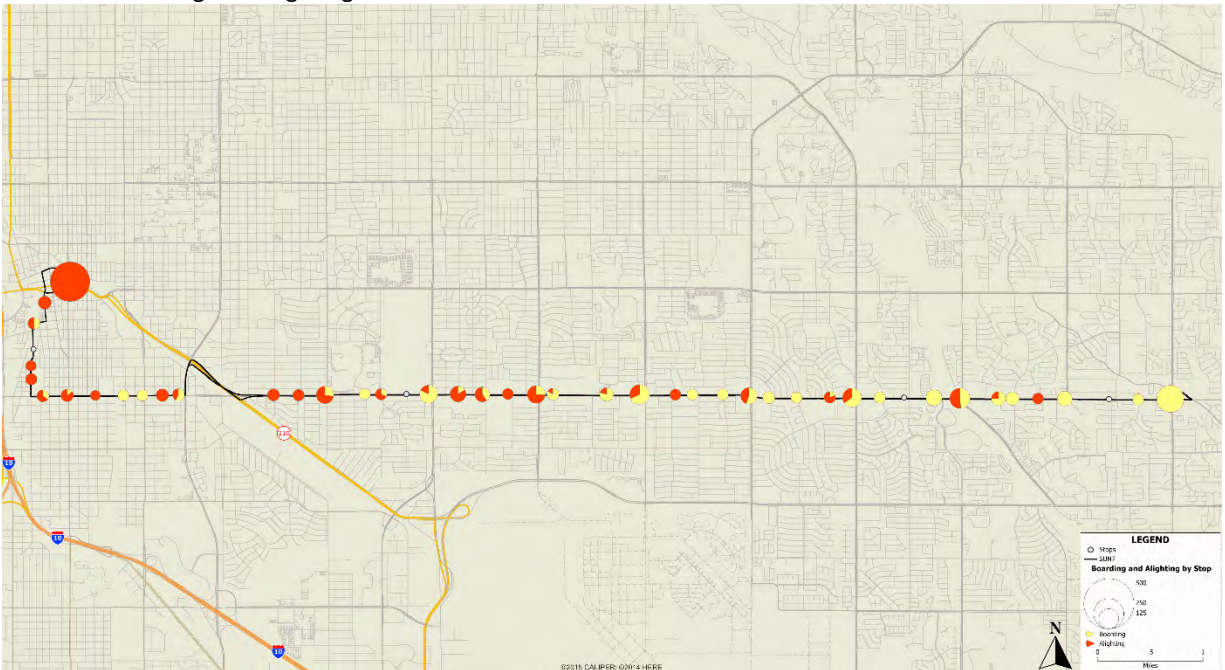 210
10
10
10
LEGEND
Stops
SUN7
Boarding and Alighting by Stop
500
250
125
Boarding
Alighting
N
0 .5 1
Miles
©2015 CALIPER; ©2014 HERE